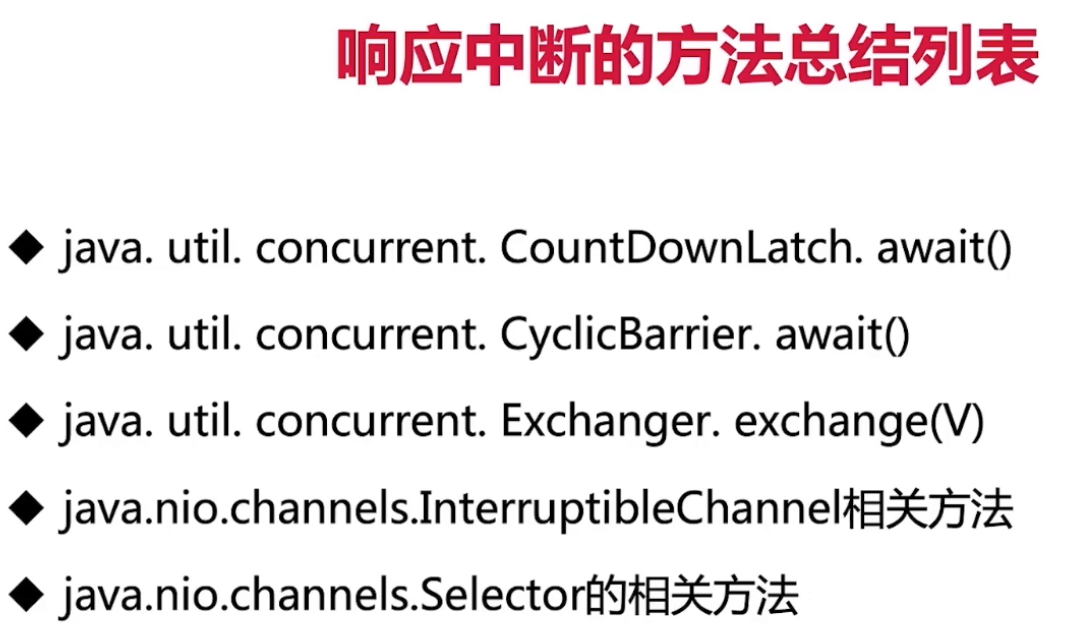 响应中断的方法总结列表
◆ java. util. concurrent. CountDownLatch. await()
◆ java. util. concurrent. CyclicBarrier. await()
◆ java. util. concurrent. Exchanger. exchange(V)
◆ java.nio.channels.InterruptibleChannel相关方法
◆ java.nio.channels.Selector的相关方法